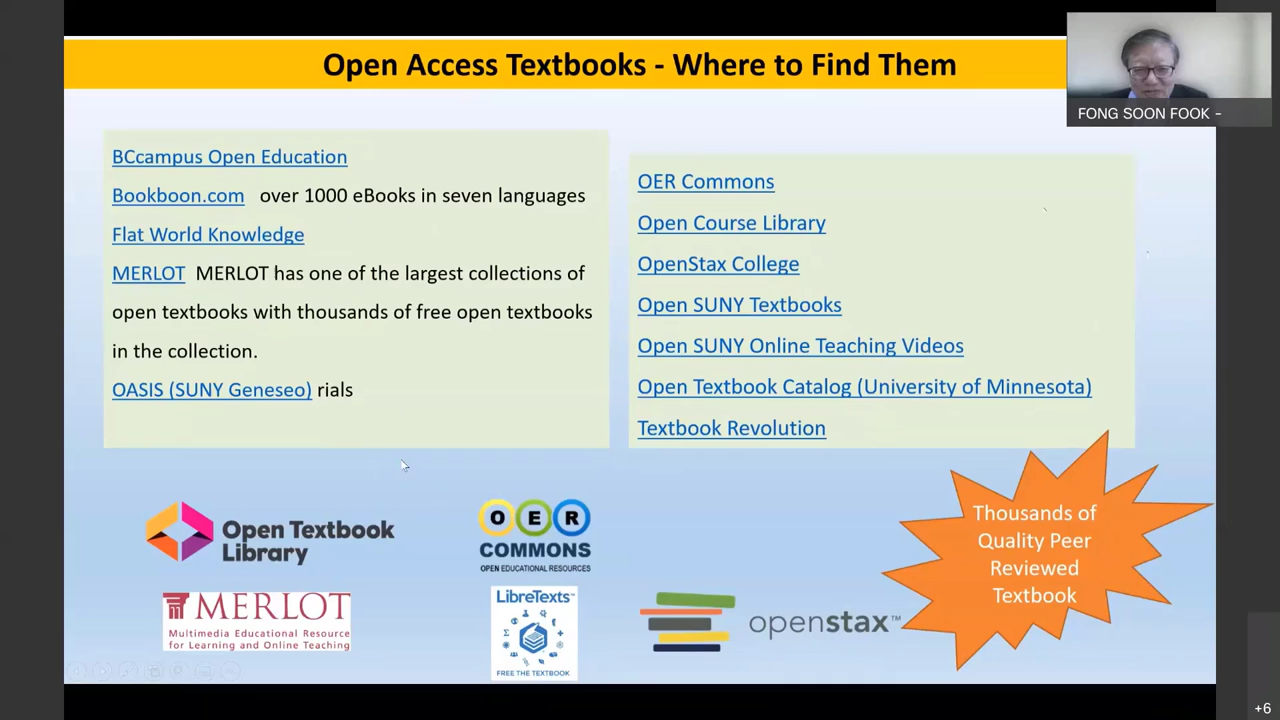 Open Access Textbooks - Where to Find Them
FONG SOON FOOK -
BCcampus Open Education
Bookboon.com over 1000 eBooks in seven languages
Flat World Knowledge
MERLOT MERLOT has one of the largest collections of
open textbooks with thousands of free open textbooks
in the collection.
OASIS (SUNY Geneseo) rials
OER Commons
Open Course Library
OpenStax College
Open SUNY Textbooks
Open SUNY Online Teaching Videos
Open Textbook Catalog (University of Minnesota)
Textbook Revolution
Open Textbook
Library
OER
COMMONS
OPEN EDUCATIONAL RESOURCES
MERLOT
Multimedia Educational Resource
for Learning and Online Teaching
LibreTexts™
FREE THE TEXTBOOK
openstax™
Thousands of
Quality Peer
Reviewed
Textbook
+6